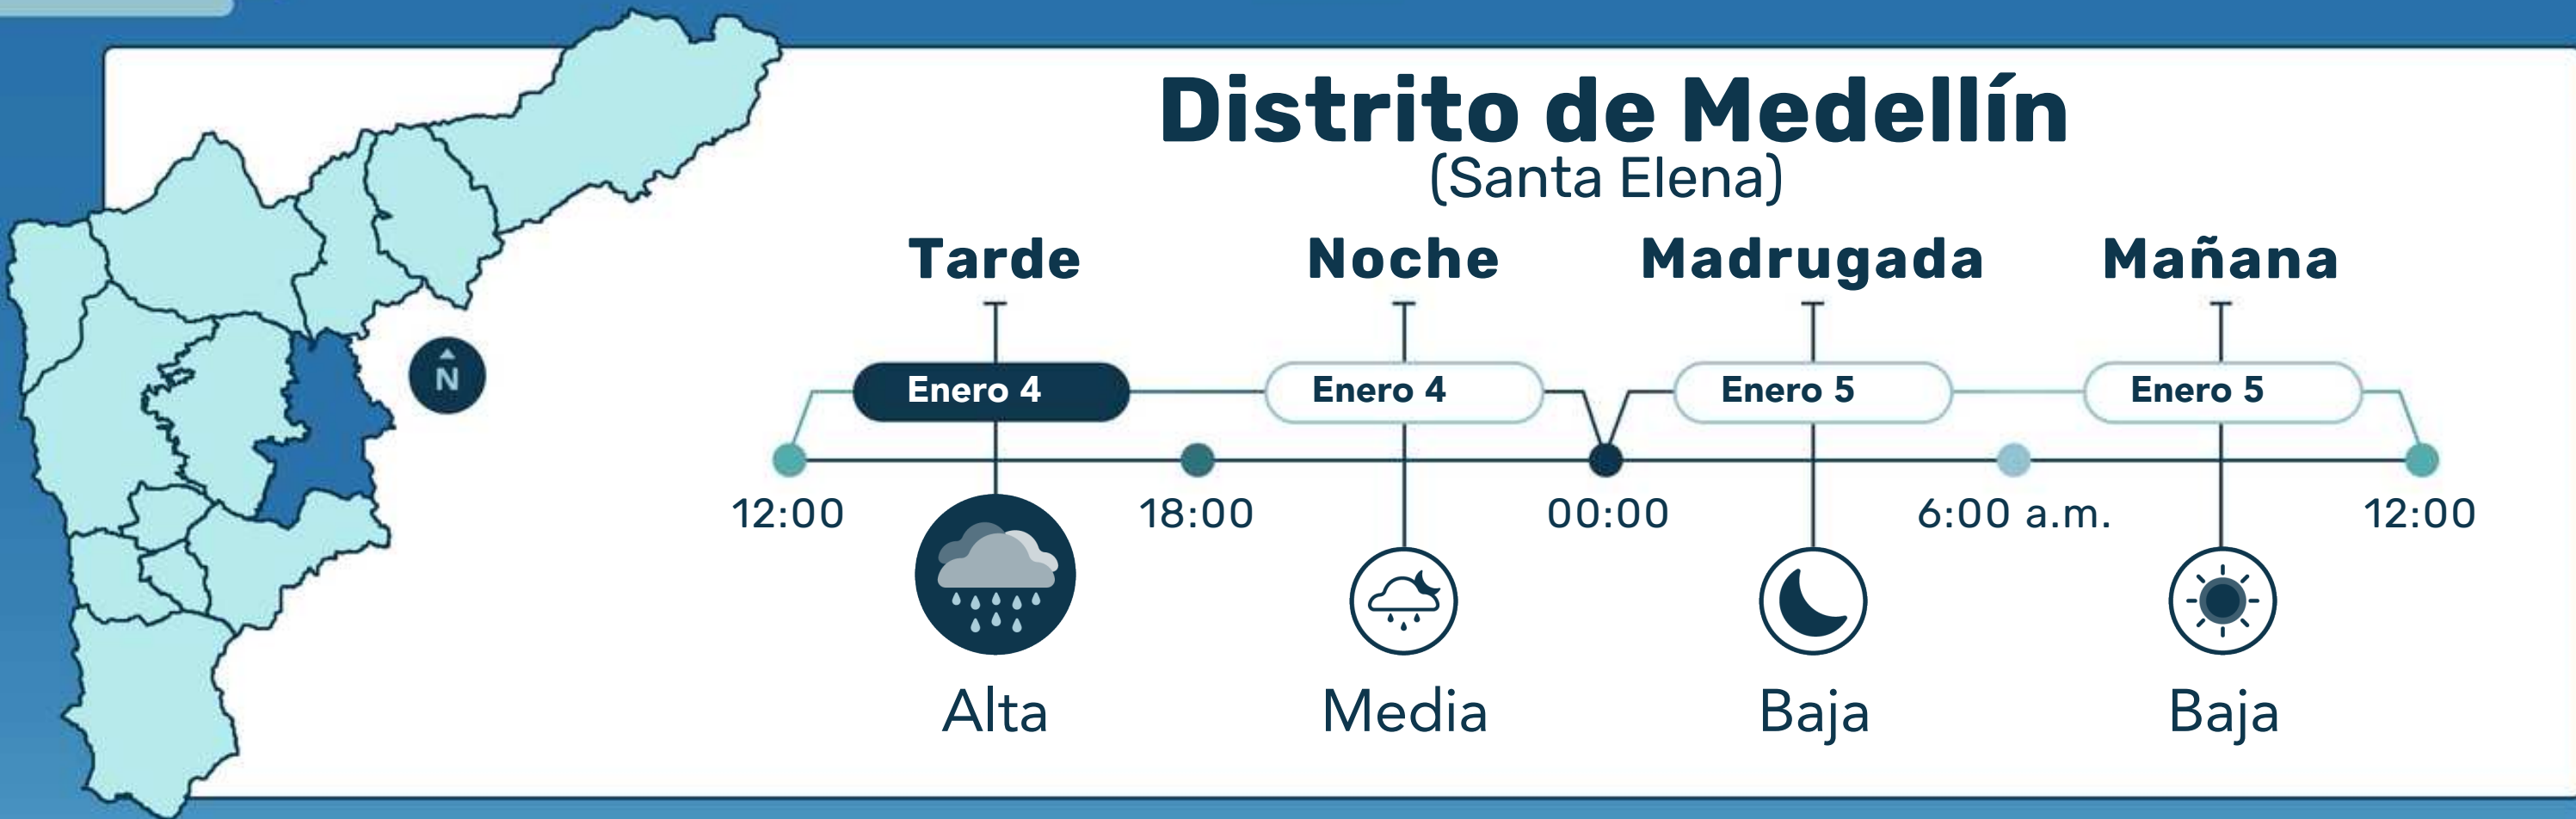 Distrito de Medellín
(Santa Elena)
Tarde Noche Madrugada Mañana
N
Enero 4 Enero 4 Enero 5 Enero 5
12:00 18:00 00:00 6:00 a.m. 12:00
Alta Media Baja Baja